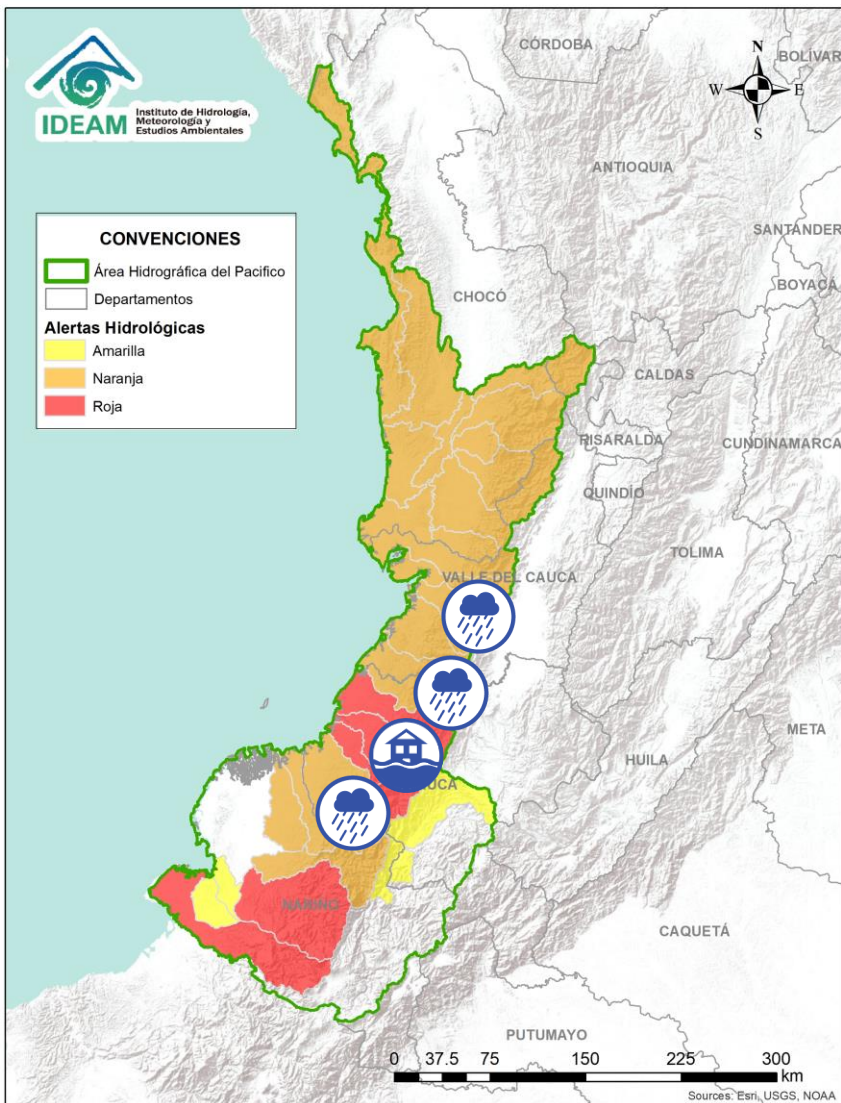 IDEAM
Instituto de Hidrología,
Meteorología y
Estudios Ambientales
CÓRDOBA
BOLÍVAR
N
W
E
S
ANTIOQUIA
SANTANDER
BOYACÁ
CONVENCIONES
Área Hidrográfica del Pacifico
Departamentos
Alertas Hidrológicas
Amarilla
Naranja
Roja
CHOCÓ
CALDAS
RISARALDA
CUNDINAMARCA
QUINDÍO
TOLIMA
VALLE DEL CAUCA
META
HUILA
UCA
NARIÑO
CAQUETÁ
PUTUMAYO
0 37.5 75 150 225 300
km
Sources: Esri, USGS, NOAA